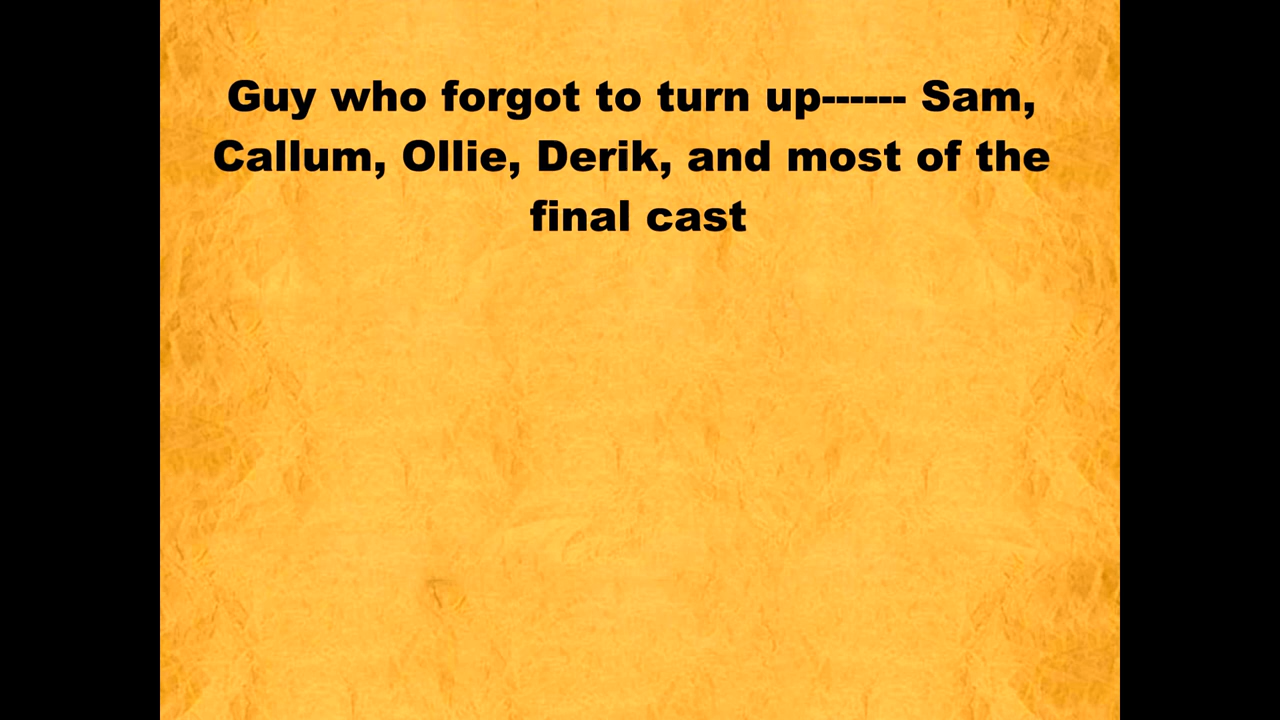 Guy who forgot to turn up------ Sam,
Callum, Ollie, Derik, and most of the
final cast